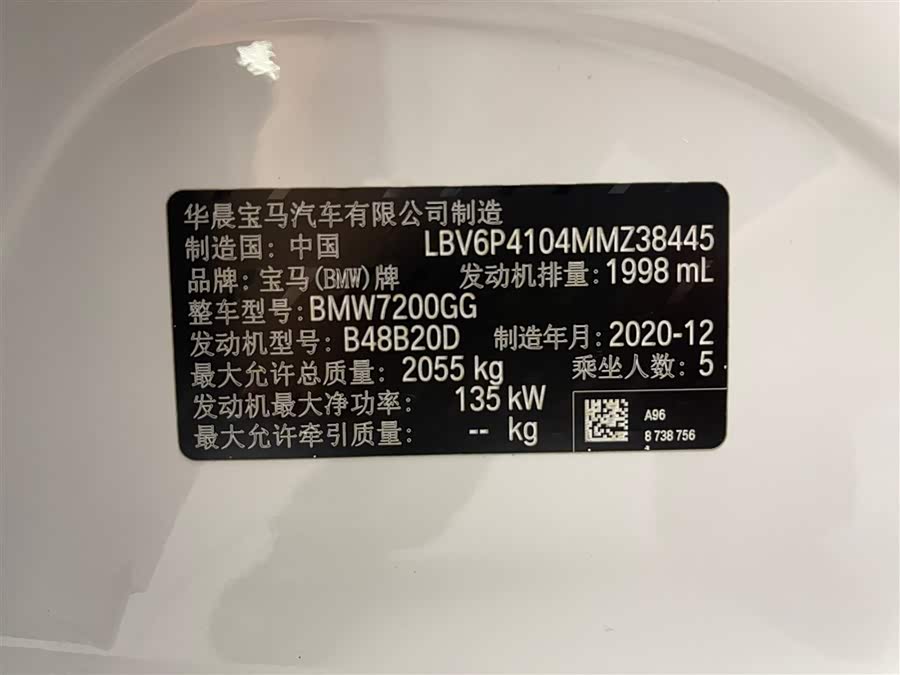 华晨宝马汽车有限公司制造
制造国: 中国 LBV6P4104MMZ38445
品牌: 宝马(BMW)牌 发动机排量: 1998 mL
整车型号: BMW7200GG
发动机型号: B48B20D 制造年月: 2020-12
最大允许总质量: 2055 kg 乘坐人数: 5
发动机最大净功率: 135 kW
最大允许牵引质量: -- kg
A96
8 738 756